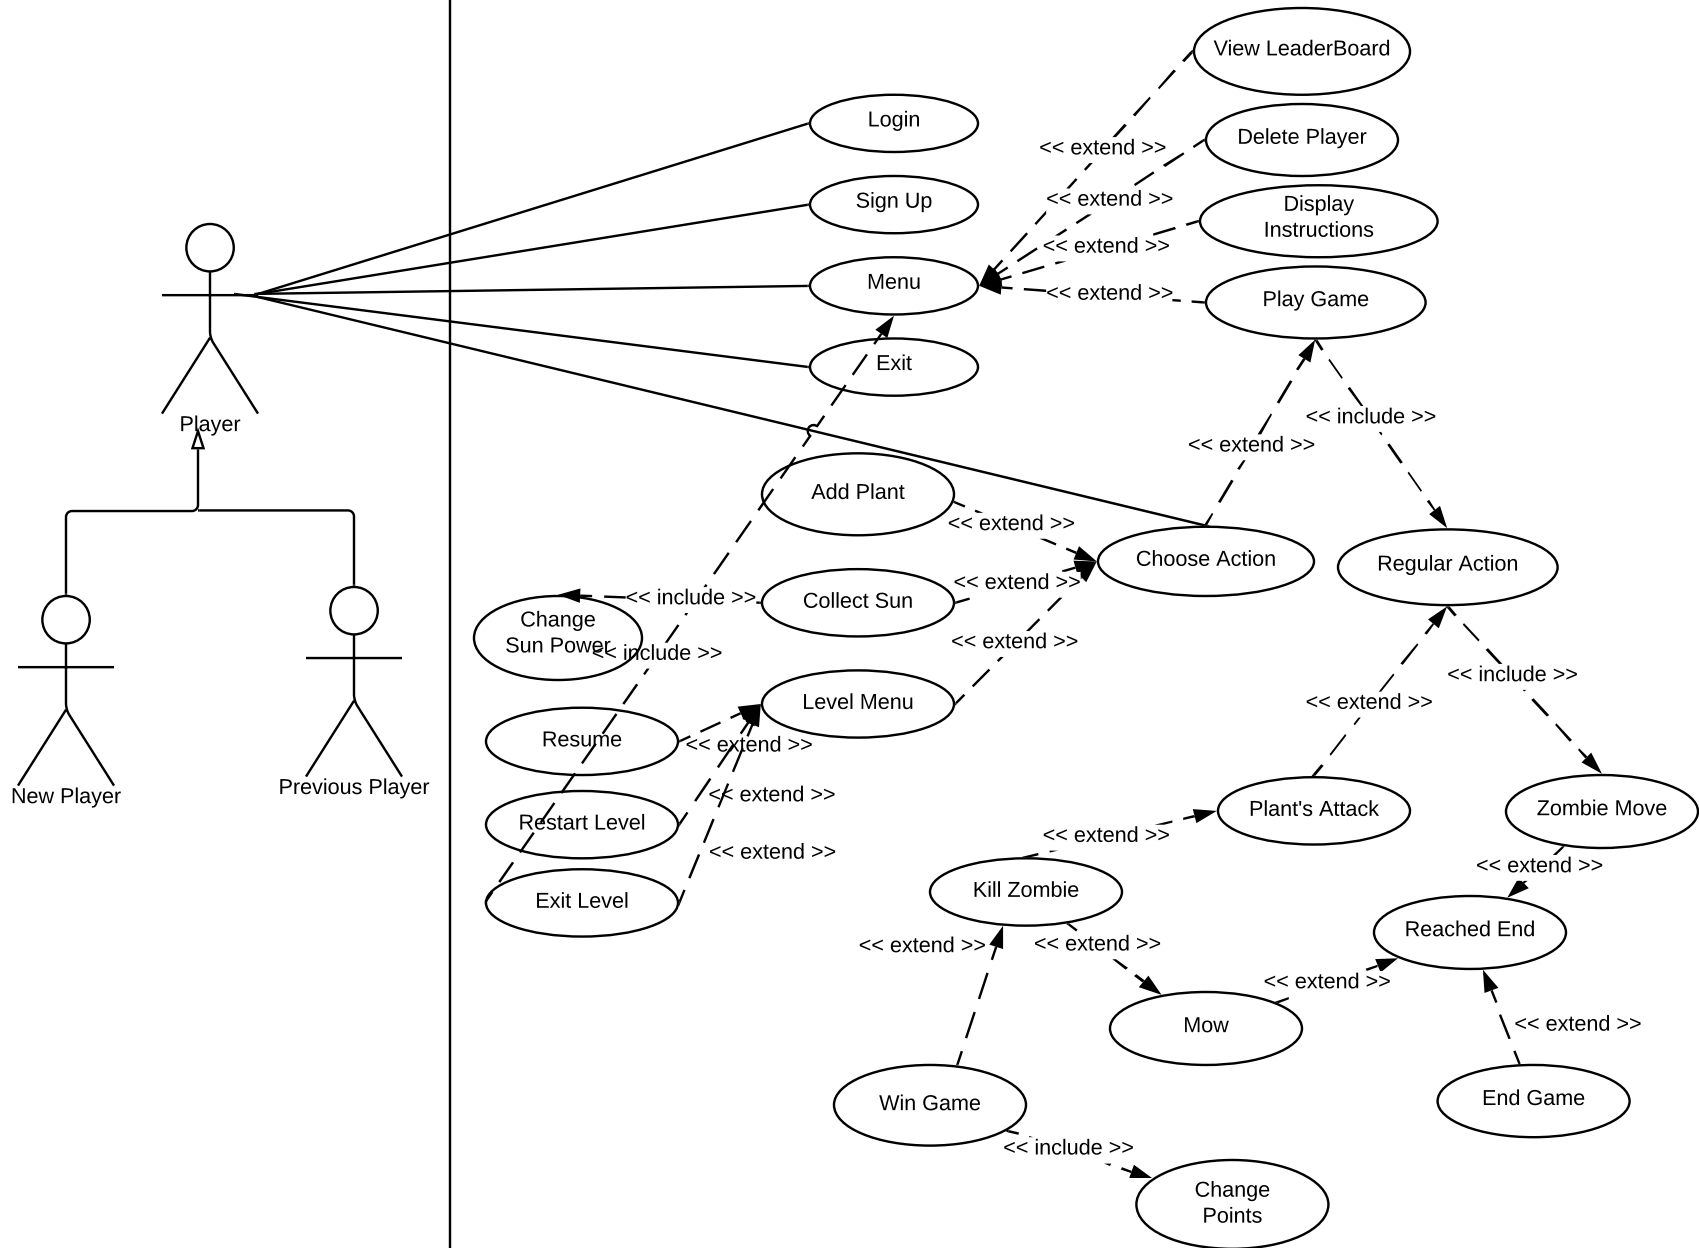 View LeaderBoard
Login
Delete Player
<< extend >>
Sign Up
<< extend >>
Display
Instructions
<< extend >>
Menu
<< extend >>
Play Game
Exit
Player
<< include >>
<< extend >>
Add Plant
<< extend >>
Choose Action
Regular Action
<< extend >>
<< include >>
Collect Sun
Change
Sun Power
<< include >>
<< extend >>
Level Menu
<< include >>
<< extend >>
Resume
<< extend >>
New Player
Previous Player
<< extend >>
Restart Level
<< extend >>
Plant's Attack
Zombie Move
<< extend >>
<< extend >>
Exit Level
Kill Zombie
Reached End
<< extend >>
<< extend >>
<< extend >>
Mow
<< extend >>
Win Game
End Game
<< include >>
Change
Points